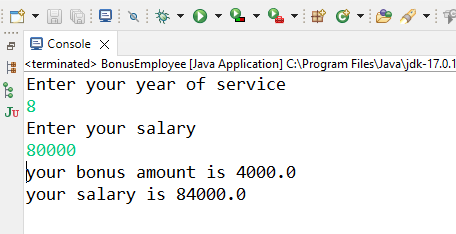 Console
<terminated> BonusEmployee [Java Application] C:\Program Files\Java\jdk-17.0.1
Enter your year of service
8
Enter your salary
80000
your bonus amount is 4000.0
your salary is 84000.0